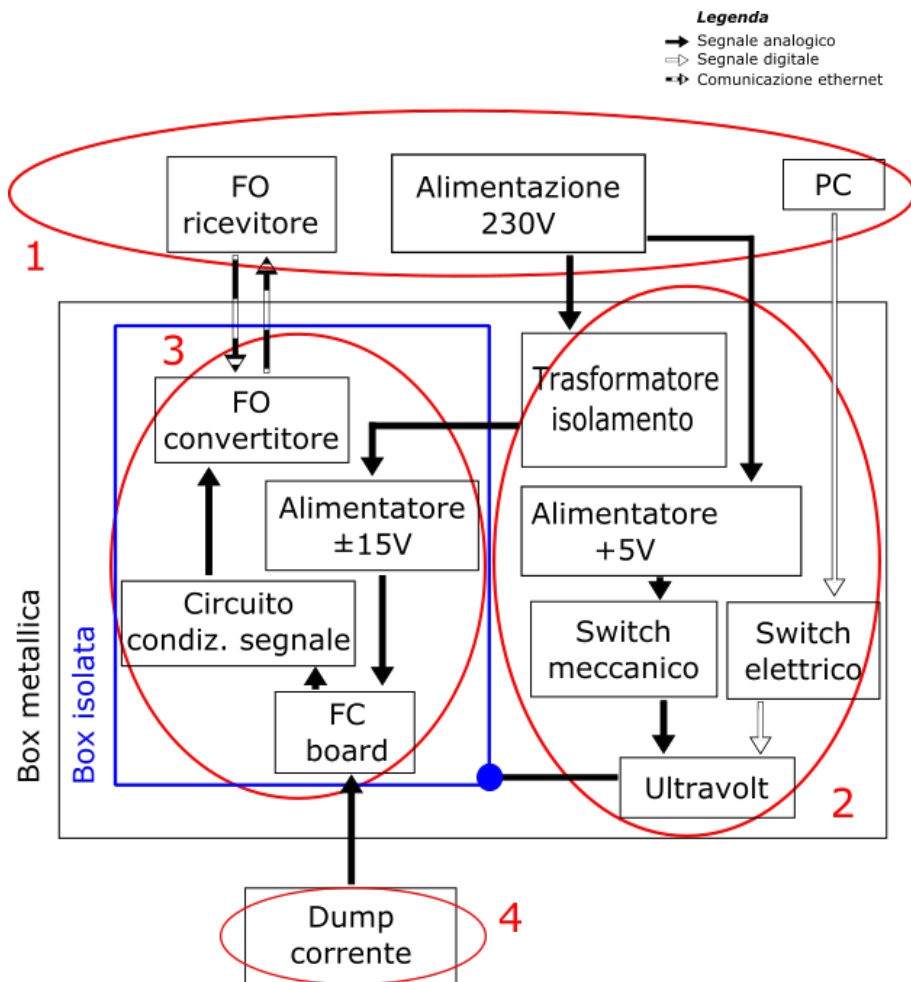 Legenda
Segnale analogico
Segnale digitale
Comunicazione ethernet
FO
ricevitore
Alimentazione
230V
PC
1
3
FO
convertitore
Trasformatore
isolamento
Alimentatore
±15V
Alimentatore
+5V
Circuito
condiz. segnale
Switch
meccanico
Switch
elettrico
FC
board
Ultravolt
2
Box metallica
Box isolata
Dump
corrente
4